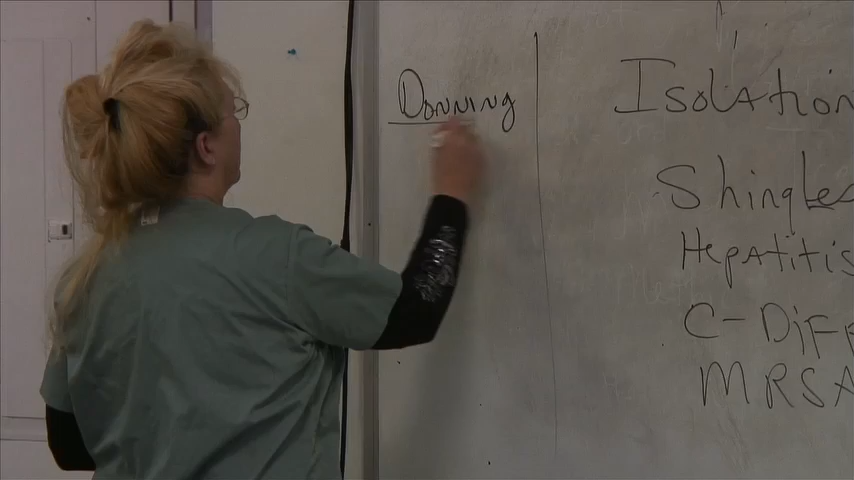 Donning
Isolation
Shingles
Hepatitis
C-Diff
MRSA